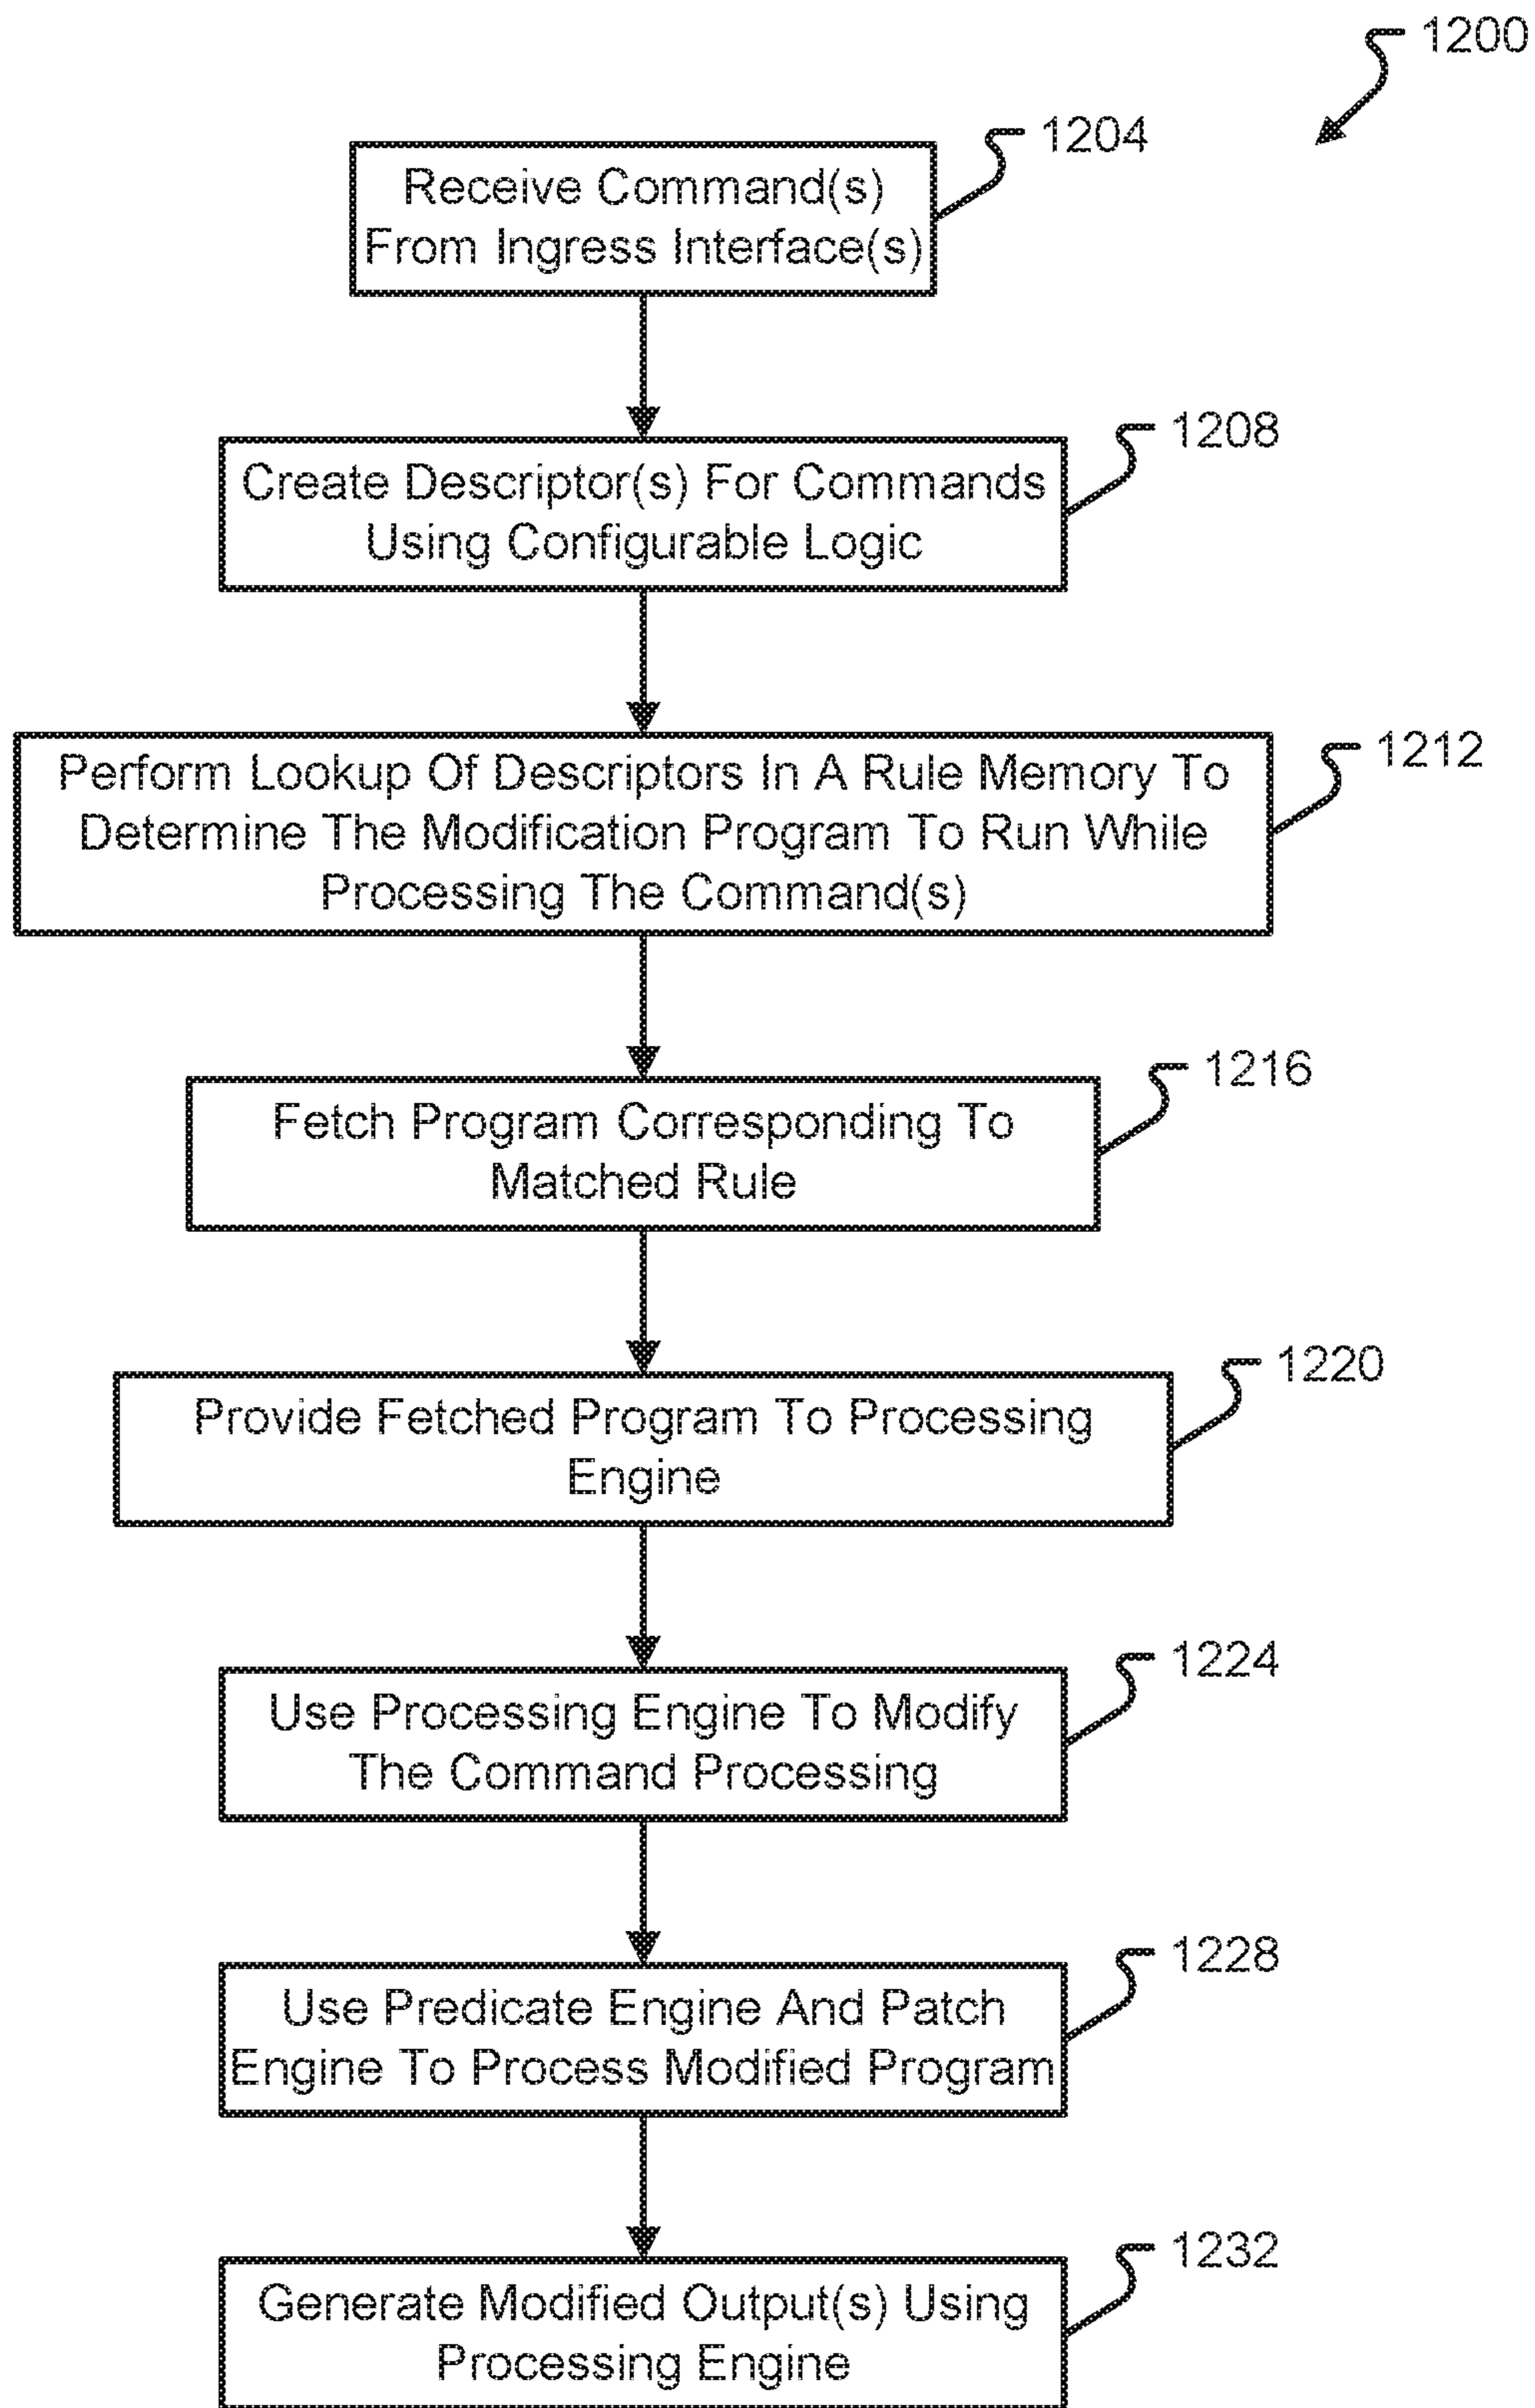 1200
1204
Receive Command(s)
From Ingress Interface(s)
1208
Create Descriptor(s) For Commands
Using Configurable Logic
1212
Perform Lookup Of Descriptors In A Rule Memory To
Determine The Modification Program To Run While
Processing The Command(s)
1216
Fetch Program Corresponding To
Matched Rule
1220
Provide Fetched Program To Processing
Engine
1224
Use Processing Engine To Modify
The Command Processing
1228
Use Predicate Engine And Patch
Engine To Process Modified Program
1232
Generate Modified Output(s) Using
Processing Engine